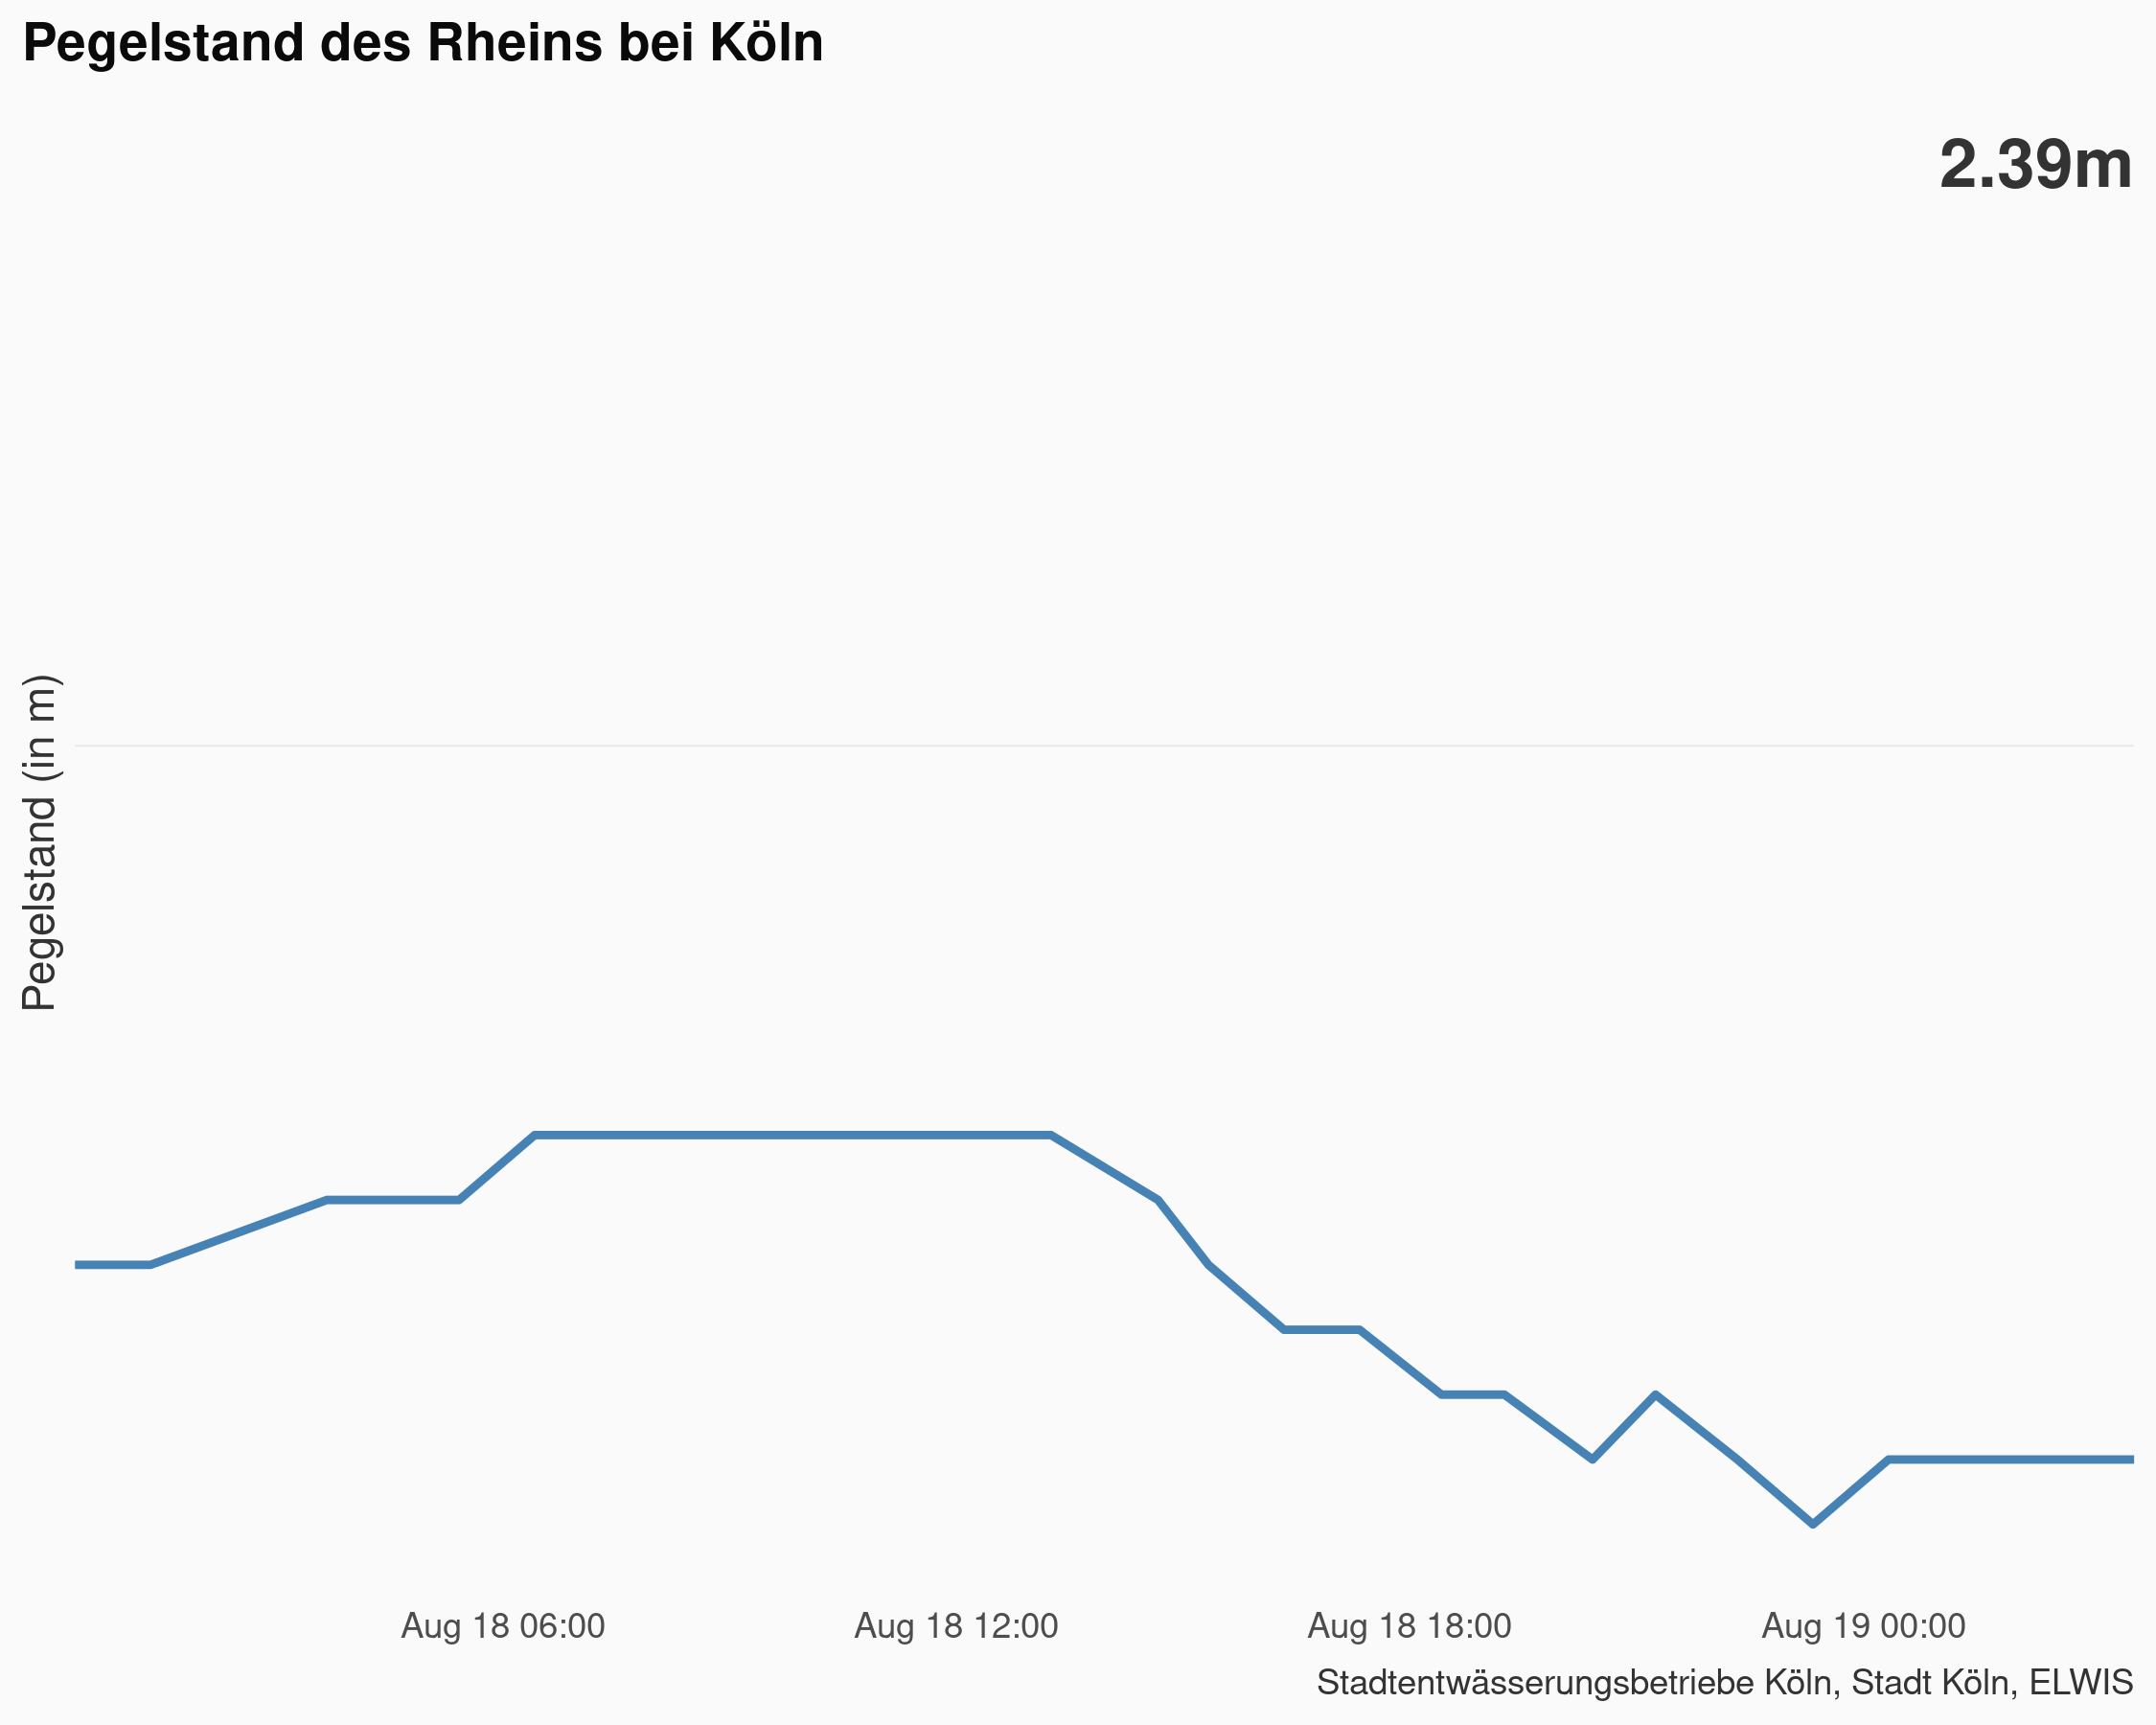 Pegelstand des Rheins bei Köln
2.39m
Pegelstand (in m)
Aug 18 06:00
Aug 18 12:00
Aug 18 18:00
Aug 19 00:00
Stadtentwässerungsbetriebe Köln, Stadt Köln, ELWIS